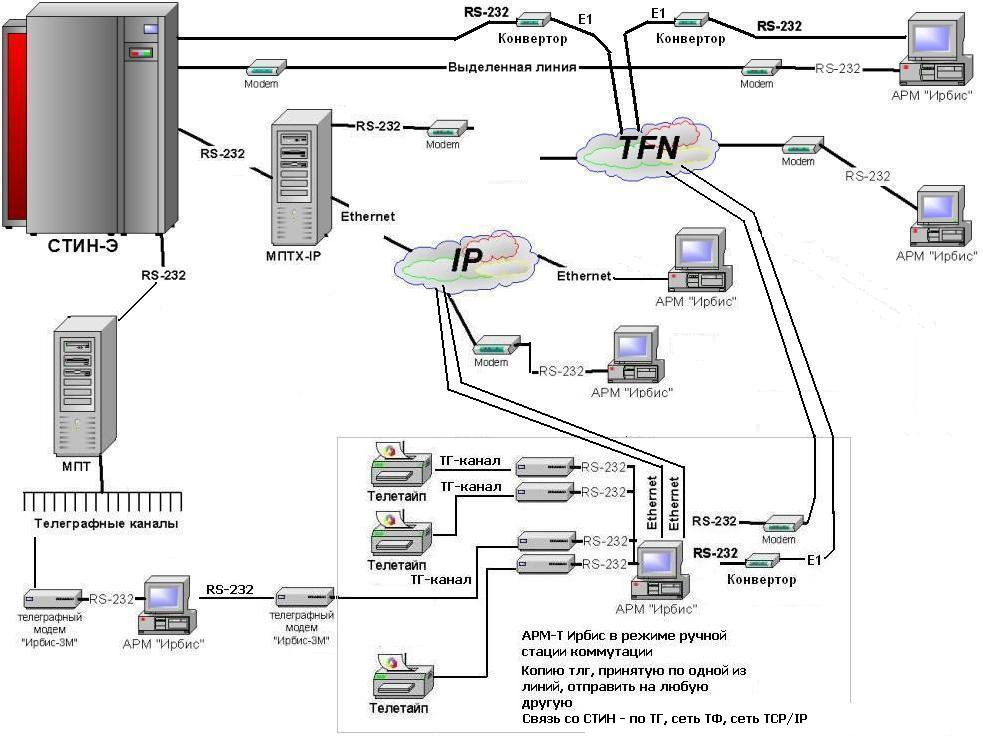 RS-232
E1
Конвертор
E1
RS-232
Конвертор
Выделенная линия
Modem
Modem
RS-232
АРМ "Ирбис"
RS-232
Modem
RS-232
TFN
Modem
RS-232
СТИН-Э
МПТХ-IP
Ethernet
IP
Ethernet
АРМ "Ирбис"
АРМ "Ирбис"
RS-232
Modem
RS-232
АРМ "Ирбис"
МПТ
Телеграфные каналы
ТГ-канал
RS-232
Телетайп
ТГ-канал
RS-232
Ethernet
Ethernet
RS-232
Modem
RS-232
Телетайп
ТГ-канал
RS-232
RS-232
E1
Конвертор
АРМ "Ирбис"
RS-232
телеграфный
модем
"Ирбис-3М"
АРМ "Ирбис"
RS-232
телеграфный
модем
"Ирбис-3М"
Телетайп
АРМ-Т Ирбис в режиме ручной
стации коммутации
Копию тлг, принятую по одной из
линий, отправить на любую
другую
Связь со СТИН - по ТГ, сеть ТФ, сеть TCP/IP